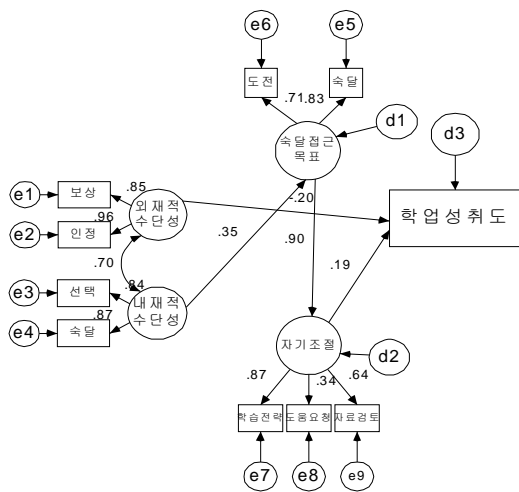 e6
e5
도전
숙달
.71
.83
d1
숙달접근
목표
d3
e1
보상
.85
외재적
수단성
-.20
학업성취도
e2
인정
.96
.35
.90
.70
.19
e3
선택
.84
내재적
수단성
e4
숙달
.87
자기조절
d2
.87
.34
.64
학습전략
도움요청
자료검토
e7
e8
e9